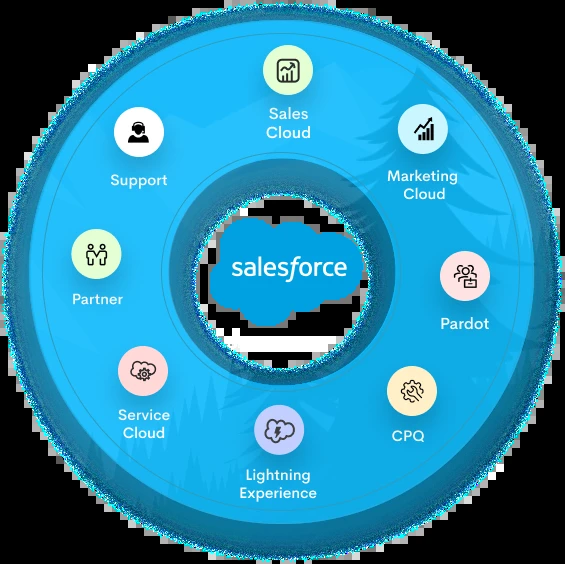 Sales
Cloud
Marketing
Cloud
Support
salesforce
Partner
Pardot
Service
Cloud
CPQ
Lightning
Experience